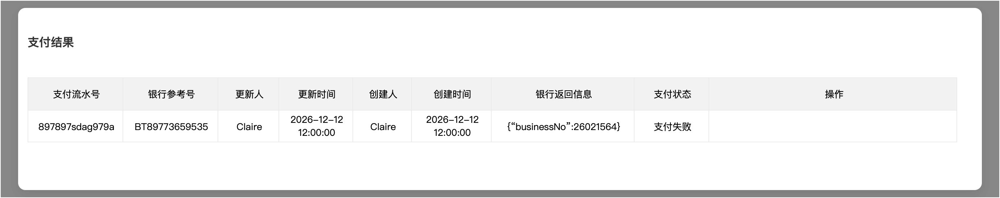 支付结果
支付流水号 银行参考号 更新人 更新时间 创建人 创建时间 银行返回信息 支付状态 操作
897897sdag979a BT89773659535 Claire 2026–12–12 12:00:00 Claire 2026–12–12 12:00:00 {“businessNo”:26021564} 支付失败